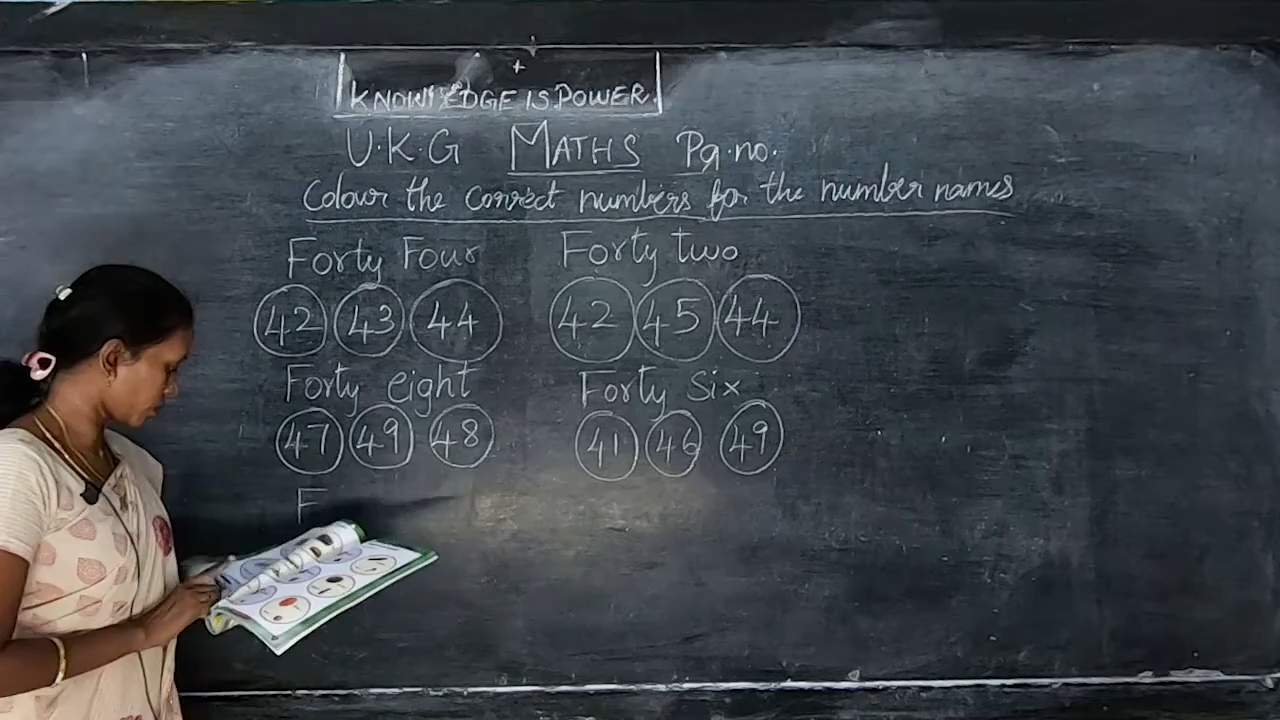 KNOWLEDGE IS POWER.
U.K.G MATHS Pg.no.
Colour the correct numbers for the number names
Forty Four Forty two
42 43 44 42 45 44
Forty eight Forty six
47 49 48 41 46 49
F